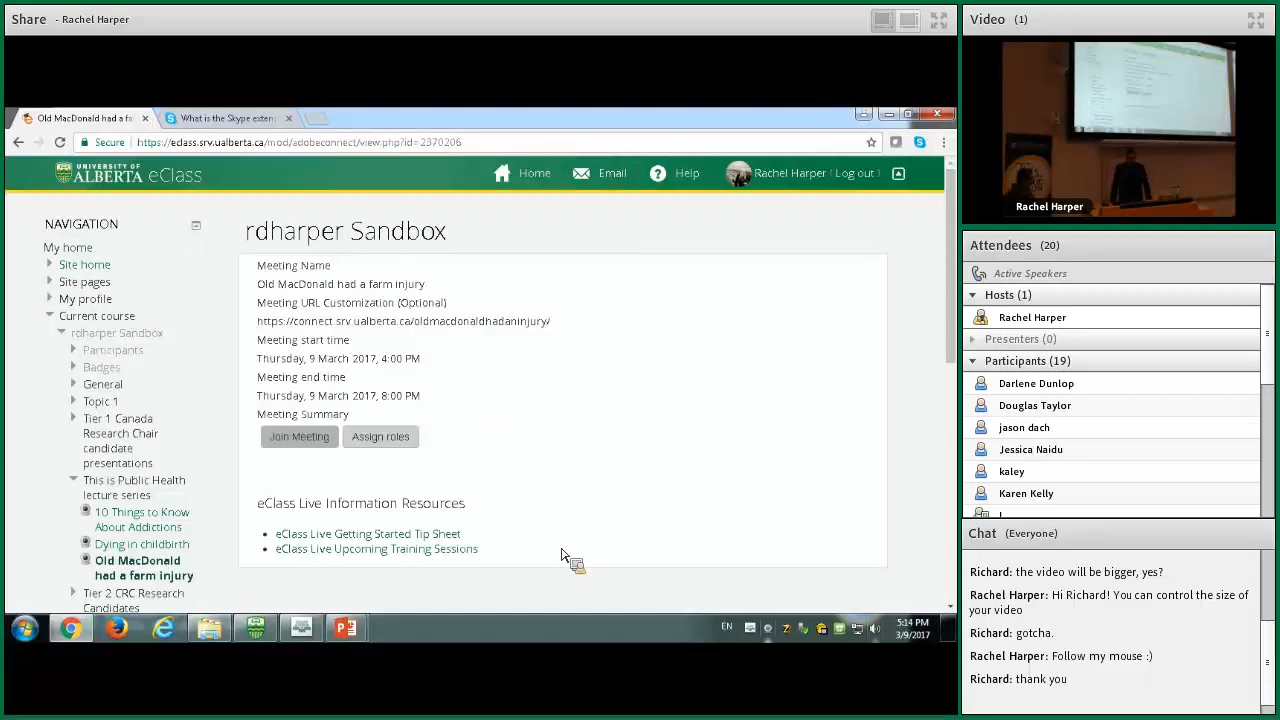 Share - Rachel Harper
Old MacDonald had a fa
What is the Skype exten
Secure
https://eclass.srv.ualberta.ca/mod/adobeconnect/view.php?id=2370206
UNIVERSITY OF
ALBERTA eClass
Home
Email
Help
Rachel Harper ( Log out )
NAVIGATION
My home
Site home
Site pages
My profile
Current course
rdharper Sandbox
Participants
Badges
General
Topic 1
Tier 1 Canada
Research Chair
candidate
presentations
This is Public Health
lecture series
10 Things to Know
About Addictions
Dying in childbirth
Old MacDonald
had a farm injury
Tier 2 CRC Research
Candidates
rdharper Sandbox
Meeting Name
Old MacDonald had a farm injury
Meeting URL Customization (Optional)
https://connect.srv.ualberta.ca/oldmacdonaldhadaninjury/
Meeting start time
Thursday, 9 March 2017, 4:00 PM
Meeting end time
Thursday, 9 March 2017, 8:00 PM
Meeting Summary
Join Meeting
Assign roles
eClass Live Information Resources
eClass Live Getting Started Tip Sheet
eClass Live Upcoming Training Sessions
EN
5:14 PM
3/9/2017
Video (1)
Rachel Harper
Attendees (20)
Active Speakers
Hosts (1)
Rachel Harper
Presenters (0)
Participants (19)
Darlene Dunlop
Douglas Taylor
jason dach
Jessica Naidu
kaley
Karen Kelly
Chat (Everyone)
Richard: the video will be bigger, yes?
Rachel Harper: Hi Richard! You can control the size of
your video
Richard: gotcha.
Rachel Harper: Follow my mouse :)
Richard: thank you